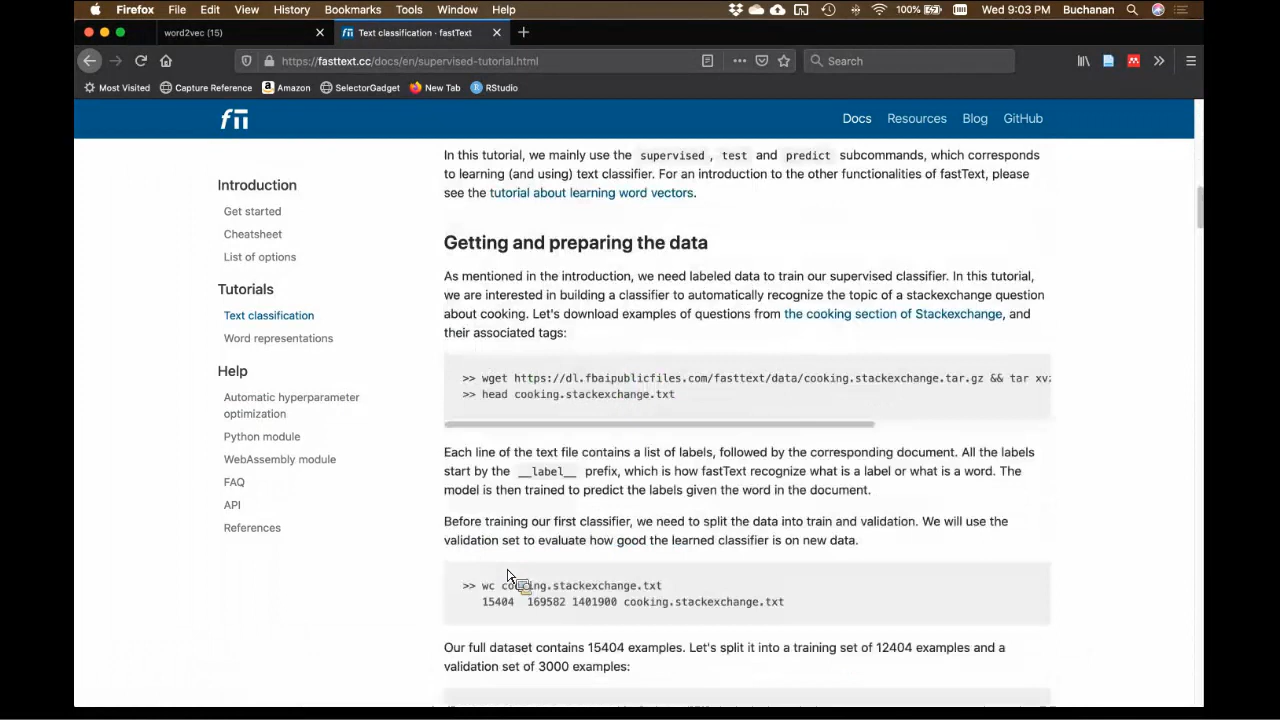 Firefox File Edit View History Bookmarks Tools Window Help 100% Wed 9:03 PM Buchanan
word2vec (15) Text classification · fastText
https://fasttext.cc/docs/en/supervised-tutorial.html Search
Most Visited Capture Reference Amazon SelectorGadget New Tab RStudio
Docs Resources Blog GitHub
Introduction
Get started
Cheatsheet
List of options
Tutorials
Text classification
Word representations
Help
Automatic hyperparameter
optimization
Python module
WebAssembly module
FAQ
API
References
In this tutorial, we mainly use the supervised, test and predict subcommands, which corresponds
to learning (and using) text classifier. For an introduction to the other functionalities of fastText, please
see the tutorial about learning word vectors.
Getting and preparing the data
As mentioned in the introduction, we need labeled data to train our supervised classifier. In this tutorial,
we are interested in building a classifier to automatically recognize the topic of a stackexchange question
about cooking. Let's download examples of questions from the cooking section of Stackexchange, and
their associated tags:
>> wget https://dl.fbaipublicfiles.com/fasttext/data/cooking.stackexchange.tar.gz && tar xvz
>> head cooking.stackexchange.txt
Each line of the text file contains a list of labels, followed by the corresponding document. All the labels
start by the __label__ prefix, which is how fastText recognize what is a label or what is a word. The
model is then trained to predict the labels given the word in the document.
Before training our first classifier, we need to split the data into train and validation. We will use the
validation set to evaluate how good the learned classifier is on new data.
>> wc cooking.stackexchange.txt
15404 169582 1401900 cooking.stackexchange.txt
Our full dataset contains 15404 examples. Let's split it into a training set of 12404 examples and a
validation set of 3000 examples: